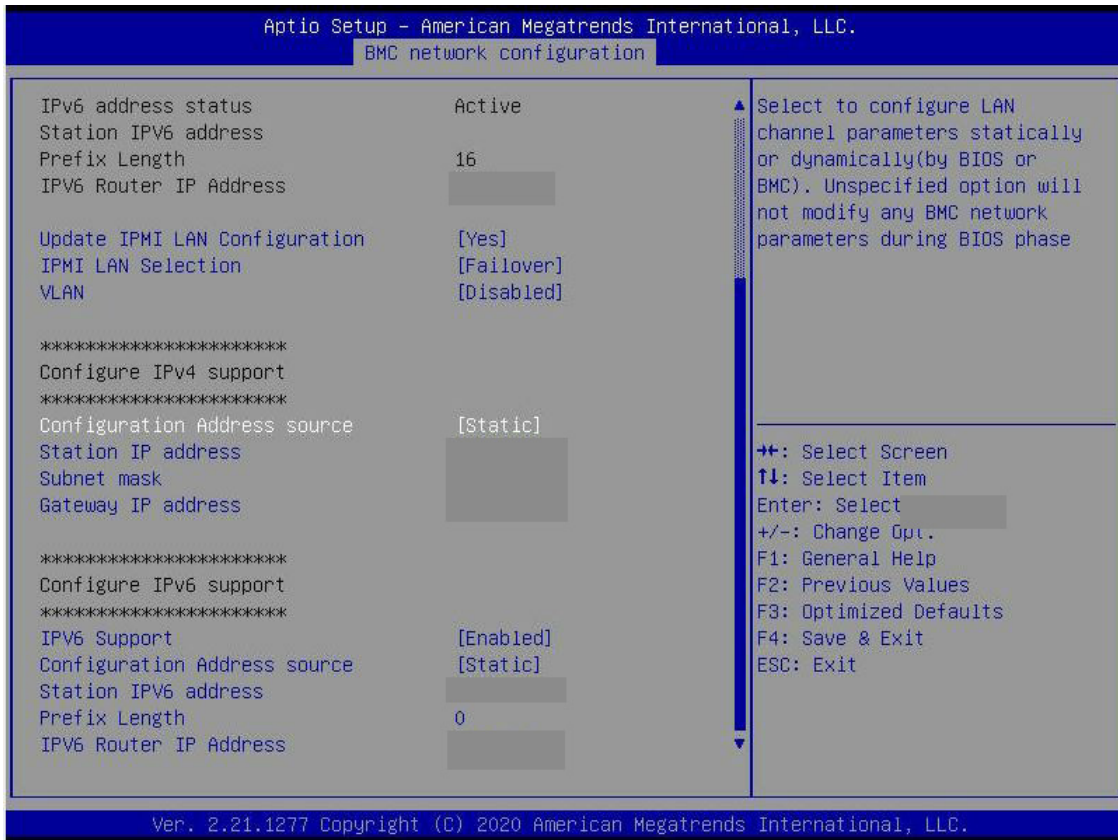 Aptio Setup – American Megatrends International, LLC.
BMC network configuration
IPv6 address status Active
Station IPV6 address
Prefix Length 16
IPV6 Router IP Address
Update IPMI LAN Configuration [Yes]
IPMI LAN Selection [Failover]
VLAN [Disabled]
**********************
Configure IPv4 support
**********************
Configuration Address source [Static]
Station IP address
Subnet mask
Gateway IP address
**********************
Configure IPv6 support
**********************
IPV6 Support [Enabled]
Configuration Address source [Static]
Station IPV6 address
Prefix Length 0
IPV6 Router IP Address
Select to configure LAN
channel parameters statically
or dynamically(by BIOS or
BMC). Unspecified option will
not modify any BMC network
parameters during BIOS phase
→←: Select Screen
↑↓: Select Item
Enter: Select
+/-: Change Opt.
F1: General Help
F2: Previous Values
F3: Optimized Defaults
F4: Save & Exit
ESC: Exit
Ver. 2.21.1277 Copyright (C) 2020 American Megatrends International, LLC.